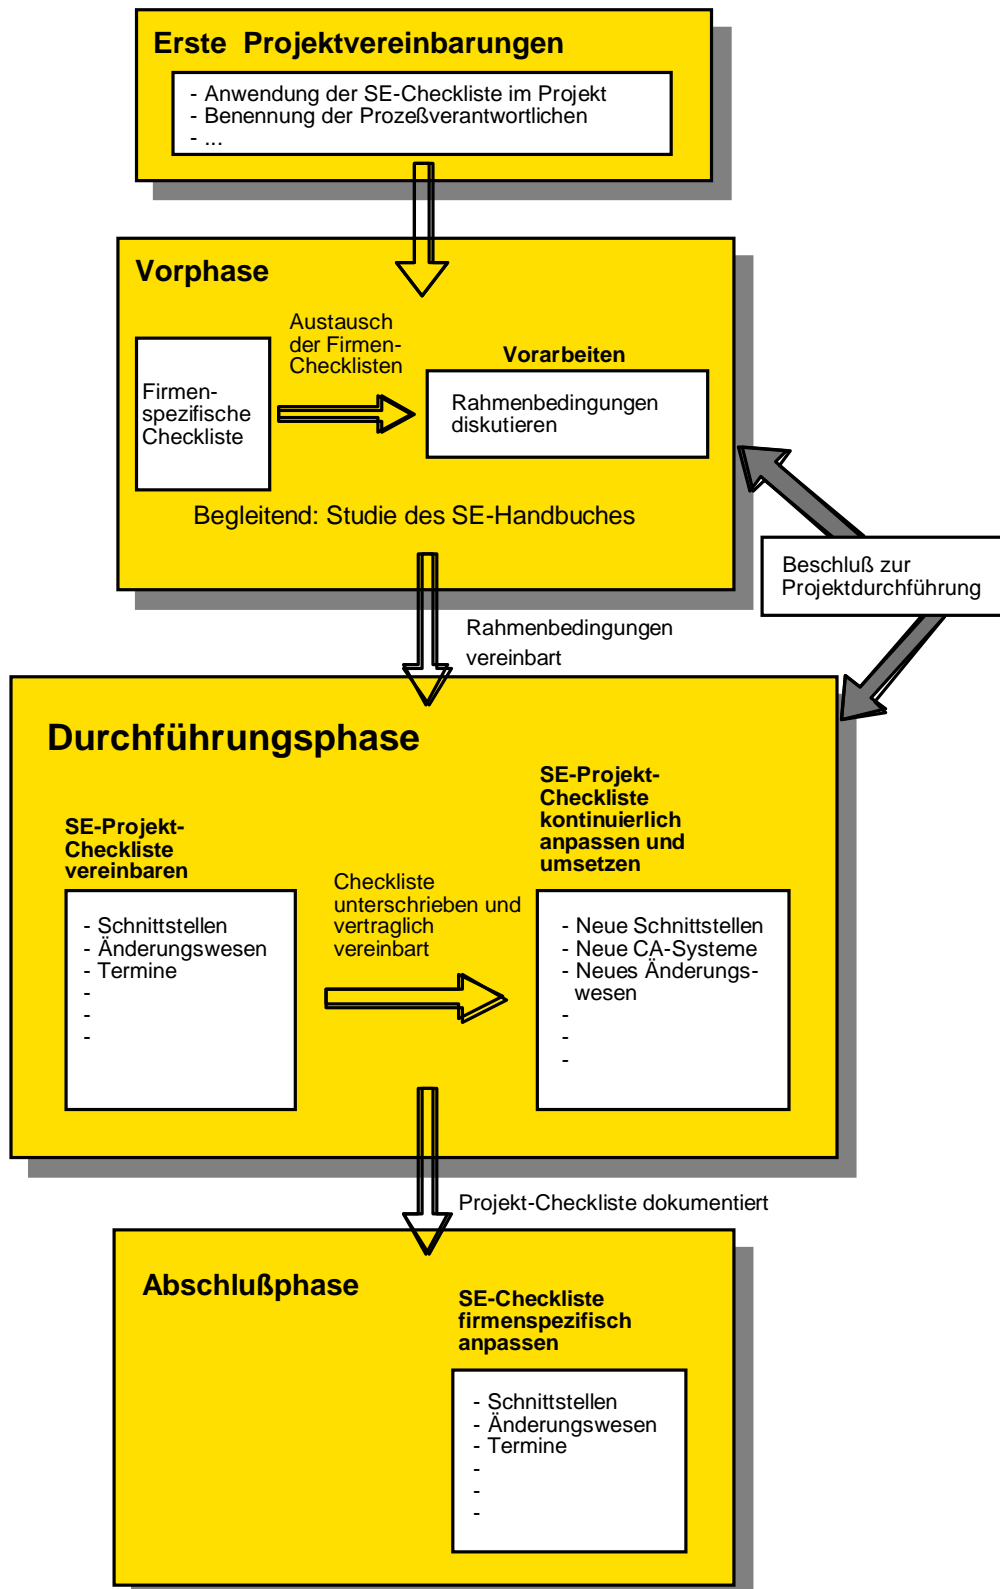 Erste Projektvereinbarungen
- Anwendung der SE-Checkliste im Projekt
- Benennung der Prozeßverantwortlichen
- ...
Vorphase
Austausch
der Firmen-
Checklisten
Firmen-
spezifische
Checkliste
Vorarbeiten
Rahmenbedingungen
diskutieren
Begleitend: Studie des SE-Handbuches
Beschluß zur
Projektdurchführung
Rahmenbedingungen
vereinbart
Durchführungsphase
SE-Projekt-
Checkliste
vereinbaren
- Schnittstellen
- Änderungswesen
- Termine
-
-
-
Checkliste
unterschrieben und
vertraglich
vereinbart
SE-Projekt-
Checkliste
kontinuierlich
anpassen und
umsetzen
- Neue Schnittstellen
- Neue CA-Systeme
- Neues Änderungs-
wesen
-
-
-
Projekt-Checkliste dokumentiert
Abschlußphase
SE-Checkliste
firmenspezifisch
anpassen
- Schnittstellen
- Änderungswesen
- Termine
-
-
-